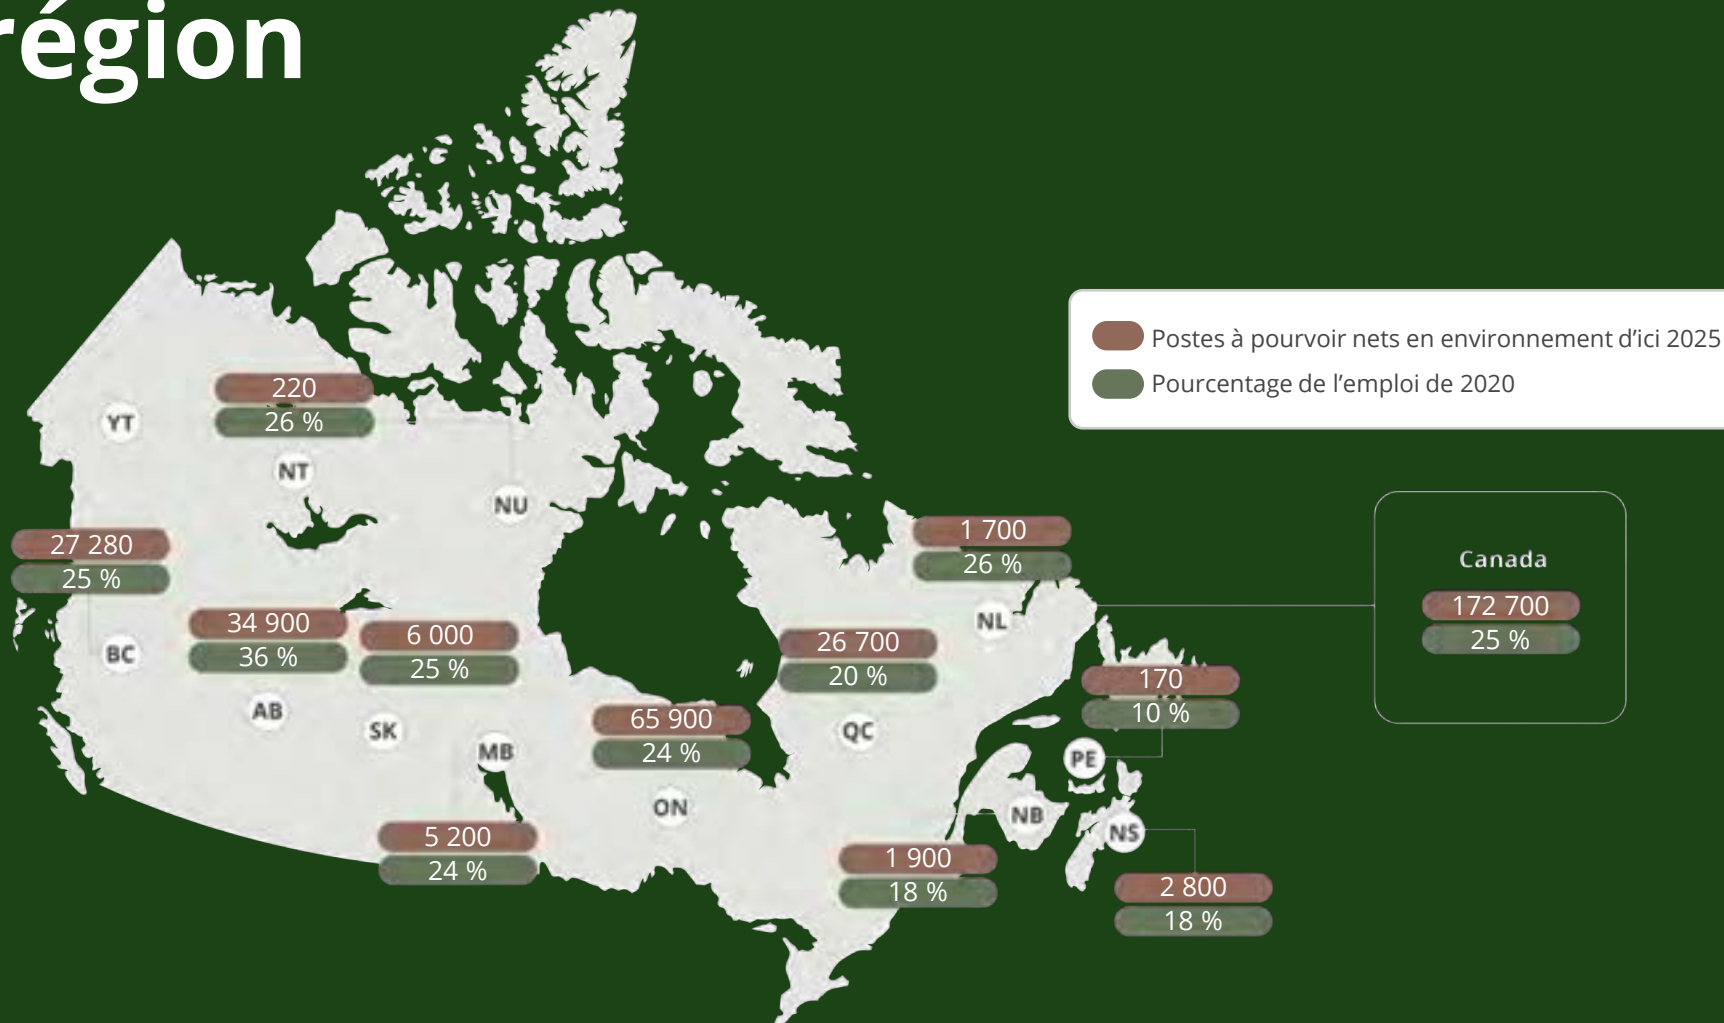 région
Postes à pourvoir nets en environnement d’ici 2025
Pourcentage de l’emploi de 2020
220
26 %
YT
NT
NU
27 280
25 %
BC
34 900
36 %
AB
6 000
25 %
SK
MB
5 200
24 %
65 900
24 %
ON
26 700
20 %
QC
1 700
26 %
NL
Canada
172 700
25 %
170
10 %
PE
NB
1 900
18 %
NS
2 800
18 %